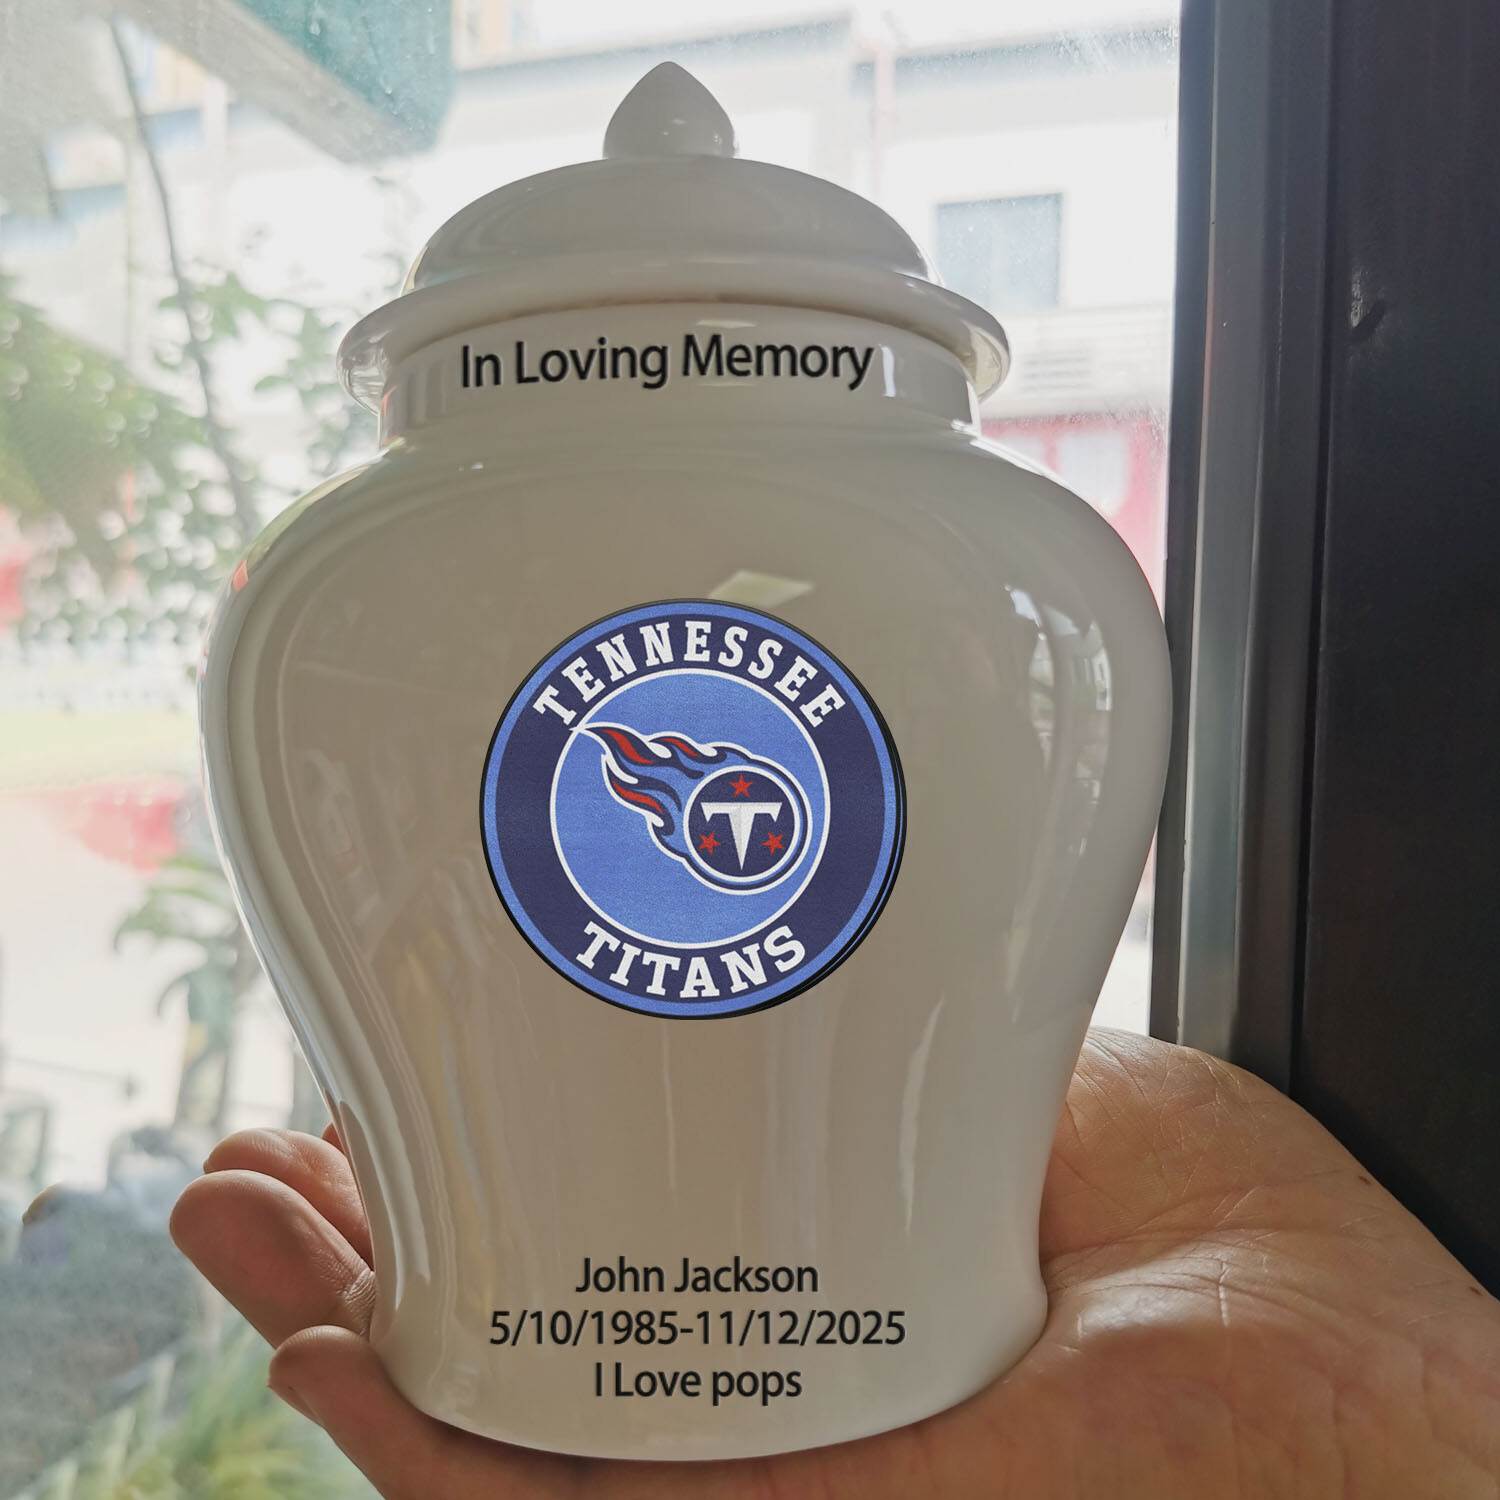 In Loving Memory
TENNESSEE
T
TITANS
John Jackson
5/10/1985-11/12/2025
I Love pops